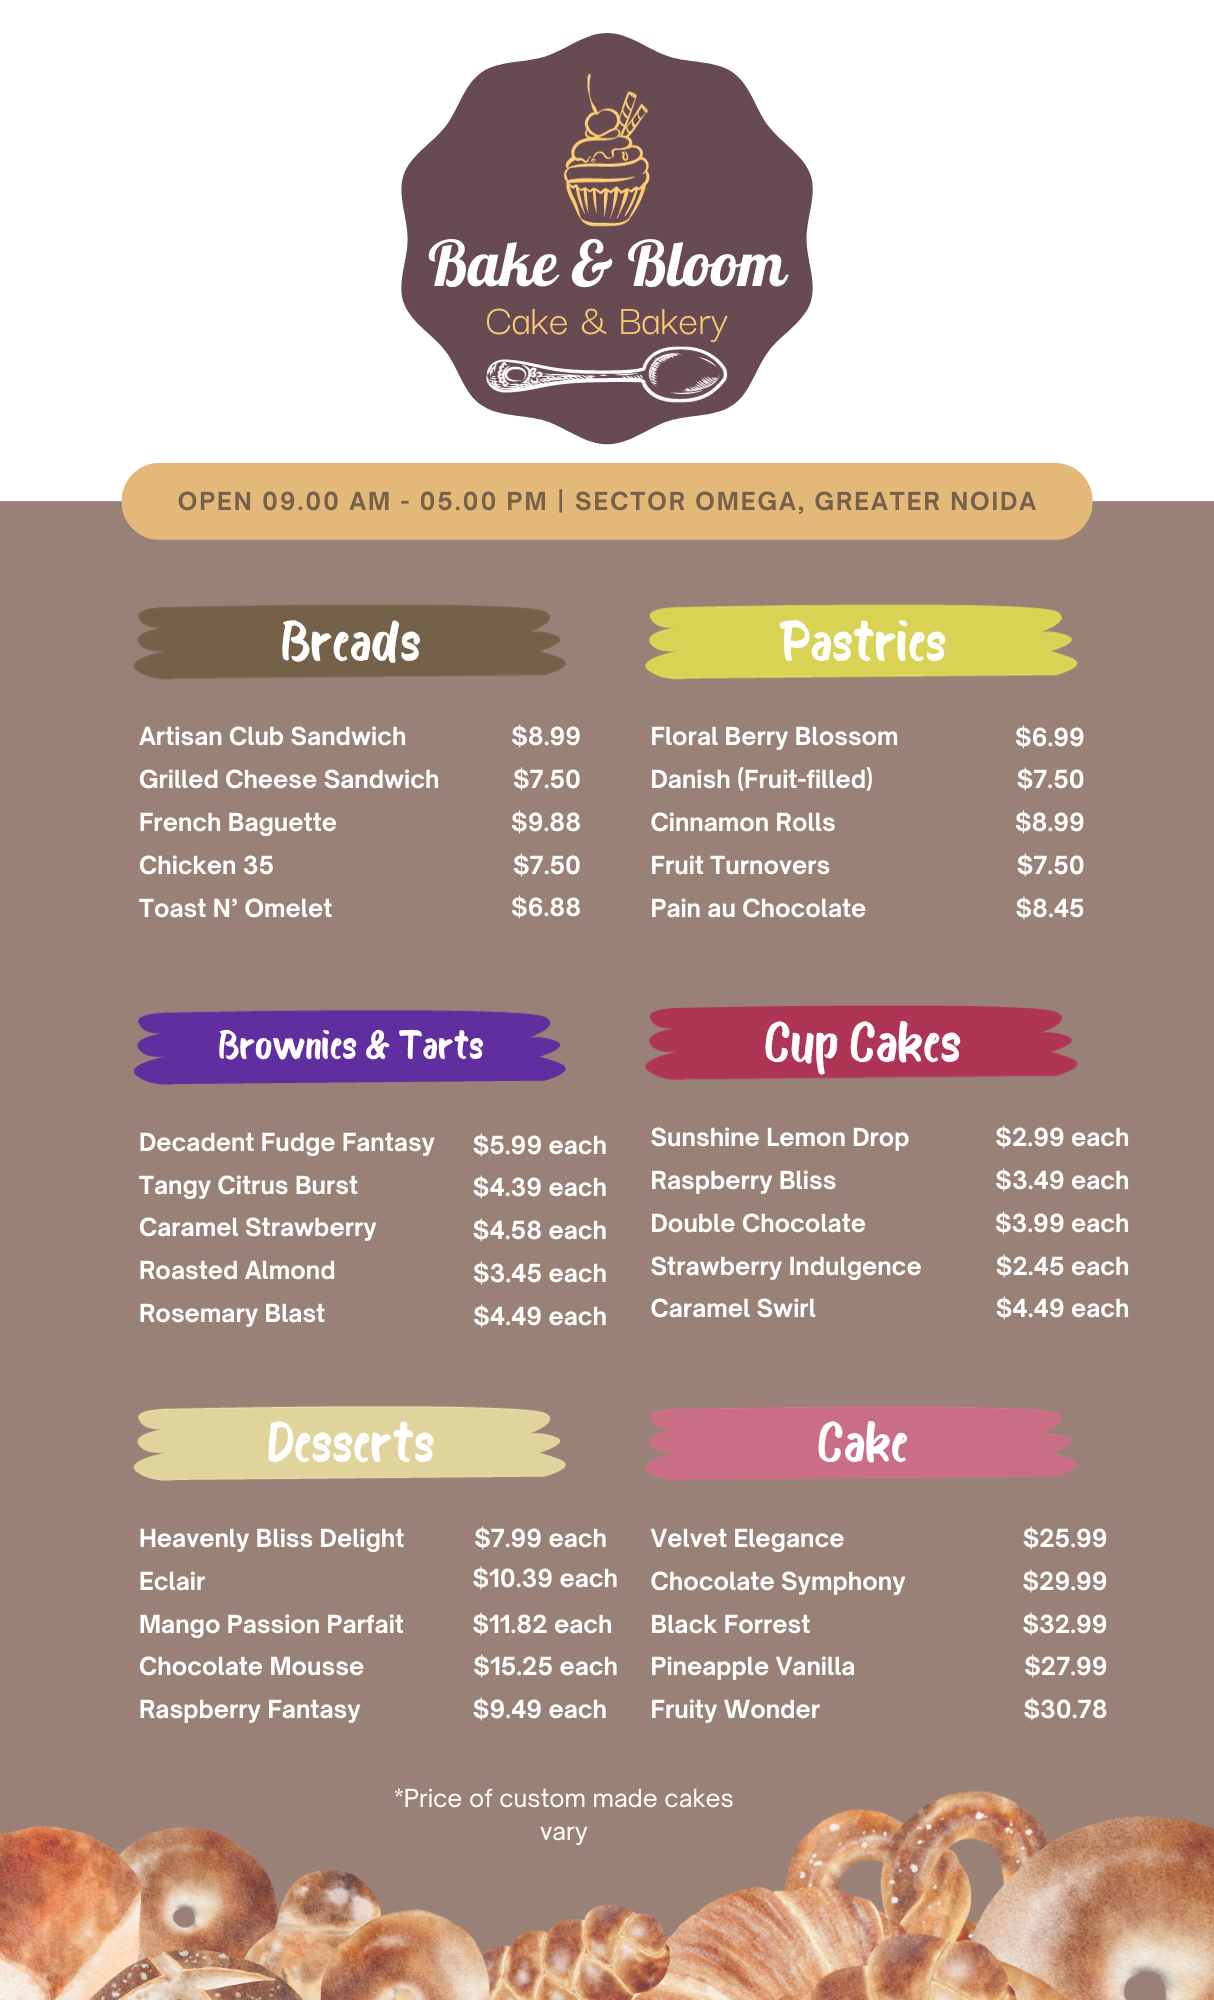 Bake & Bloom
Cake & Bakery
OPEN 09.00 AM - 05.00 PM | SECTOR OMEGA, GREATER NOIDA
Breads
Artisan Club Sandwich $8.99
Grilled Cheese Sandwich $7.50
French Baguette $9.88
Chicken 35 $7.50
Toast N’ Omelet $6.88
Pastries
Floral Berry Blossom $6.99
Danish (Fruit-filled) $7.50
Cinnamon Rolls $8.99
Fruit Turnovers $7.50
Pain au Chocolate $8.45
Brownies & Tarts
Decadent Fudge Fantasy $5.99 each
Tangy Citrus Burst $4.39 each
Caramel Strawberry $4.58 each
Roasted Almond $3.45 each
Rosemary Blast $4.49 each
Cup Cakes
Sunshine Lemon Drop $2.99 each
Raspberry Bliss $3.49 each
Double Chocolate $3.99 each
Strawberry Indulgence $2.45 each
Caramel Swirl $4.49 each
Desserts
Heavenly Bliss Delight $7.99 each
Eclair $10.39 each
Mango Passion Parfait $11.82 each
Chocolate Mousse $15.25 each
Raspberry Fantasy $9.49 each
Cake
Velvet Elegance $25.99
Chocolate Symphony $29.99
Black Forrest $32.99
Pineapple Vanilla $27.99
Fruity Wonder $30.78
*Price of custom made cakes
vary